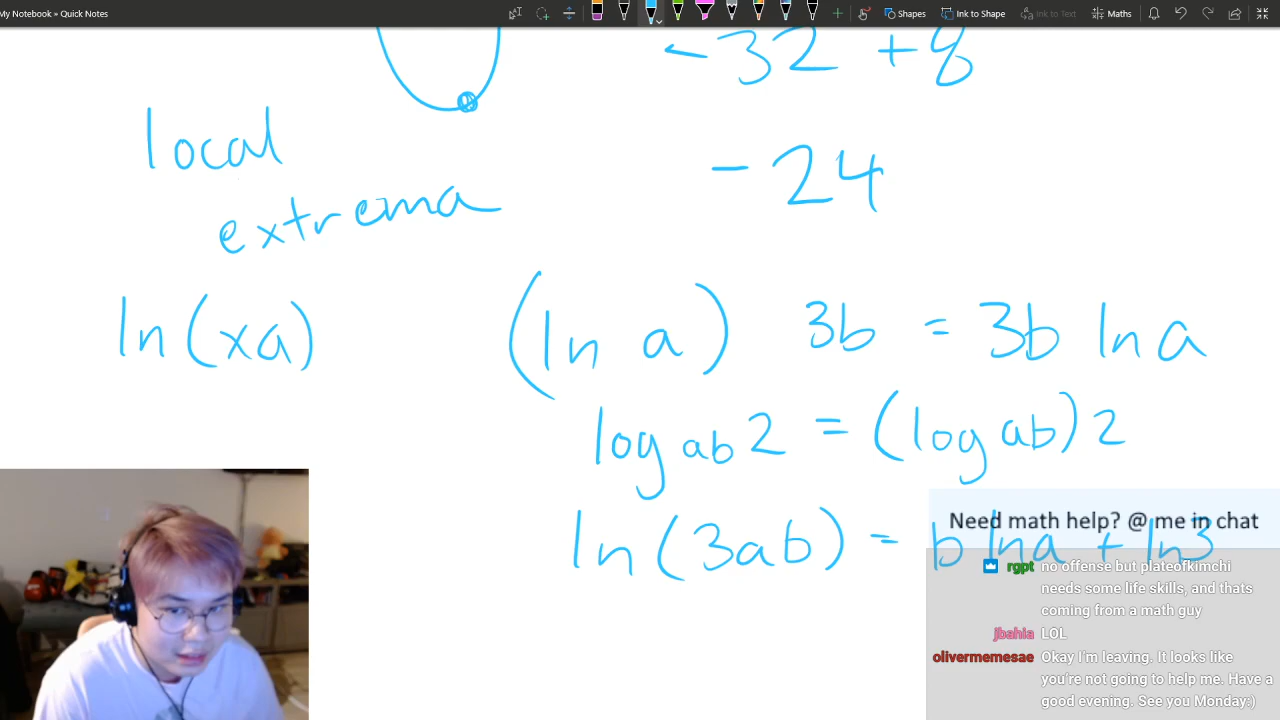 My Notebook » Quick Notes
Shapes
Ink to Shape
Ink to Text
Maths
-32 +8
local
-24
extrema
ln(xa)
(ln a) 3b = 3b ln a
log ab 2 = (log ab) 2
ln(3ab) = b ln a + ln 3
Need math help? @ me in chat
rgpt no offense but plateofkimchi
needs some life skills, and thats
coming from a math guy
jbahia LOL
olivermemesae Okay I'm leaving. It looks like
you're not going to help me. Have a
good evening. See you Monday:)